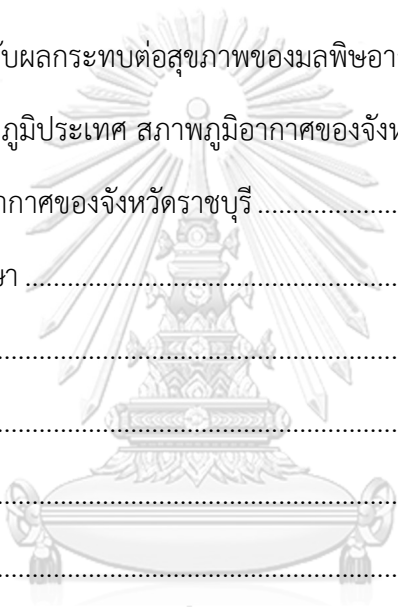 ับผลกระทบต่อสุขภาพของมลพิษอา
ภูมิประเทศ สภาพภูมิอากาศของจังห
ากาศของจังหวัดราชบุรี ......................
ษา ......................................................
..........................................................
..........................................................
..........................................................
..........................................................